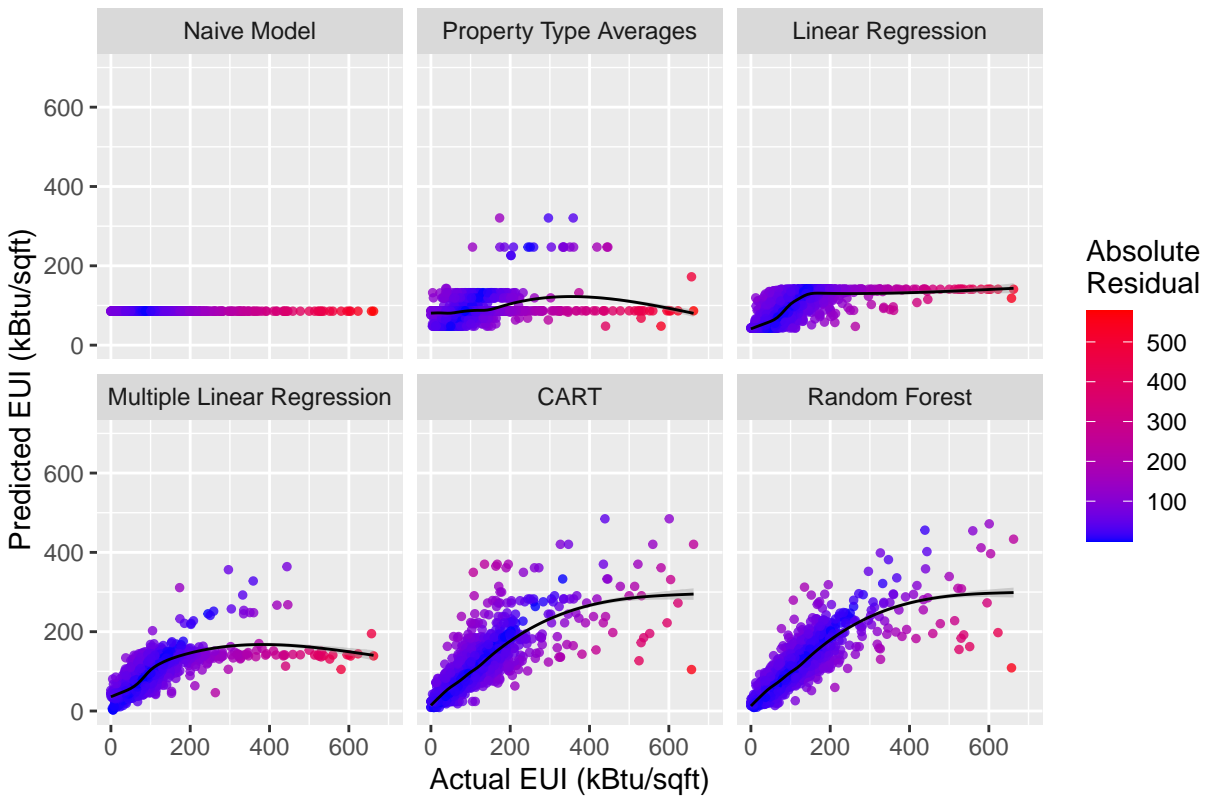 Naive Model
Property Type Averages
Linear Regression
600
400
200
0
Multiple Linear Regression
CART
Random Forest
600
400
200
0
0
200
400
600
0
200
400
600
0
200
400
600
Predicted EUI (kBtu/sqft)
Actual EUI (kBtu/sqft)
Absolute
Residual
500
400
300
200
100